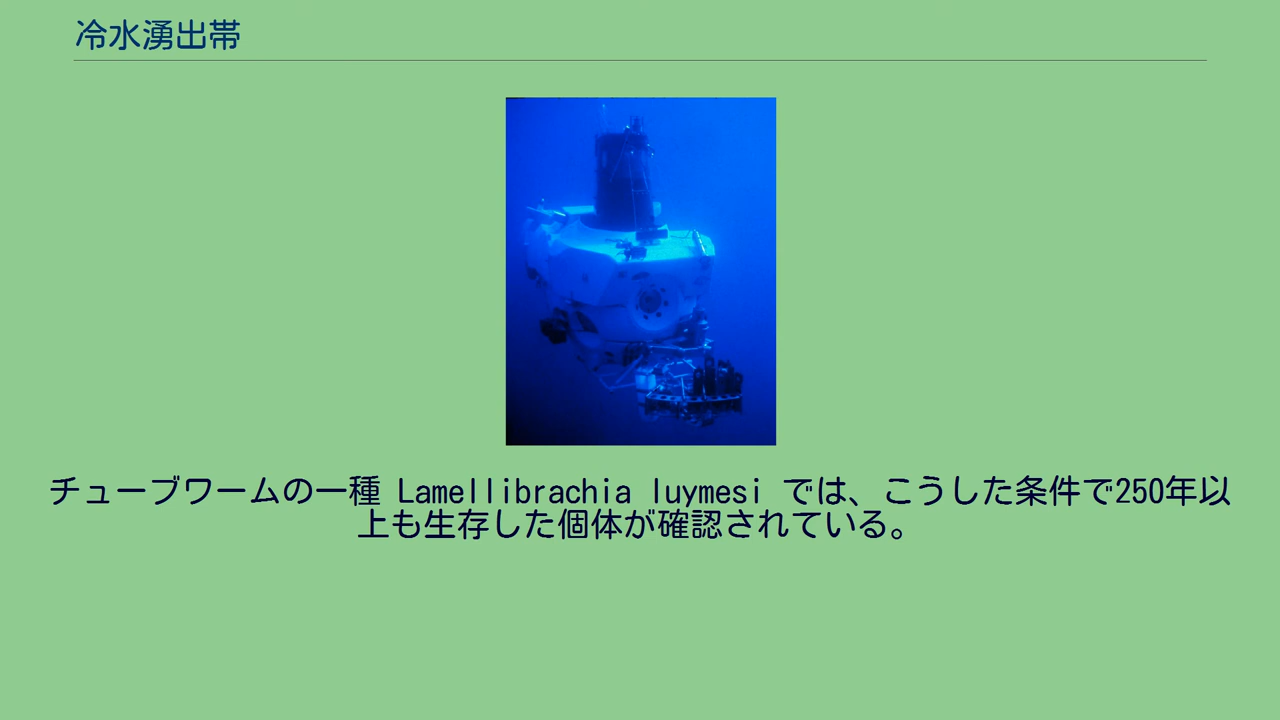 冷水湧出帯
チューブワームの一種 Lamellibrachia luymesi では、こうした条件で250年以
上も生存した個体が確認されている。